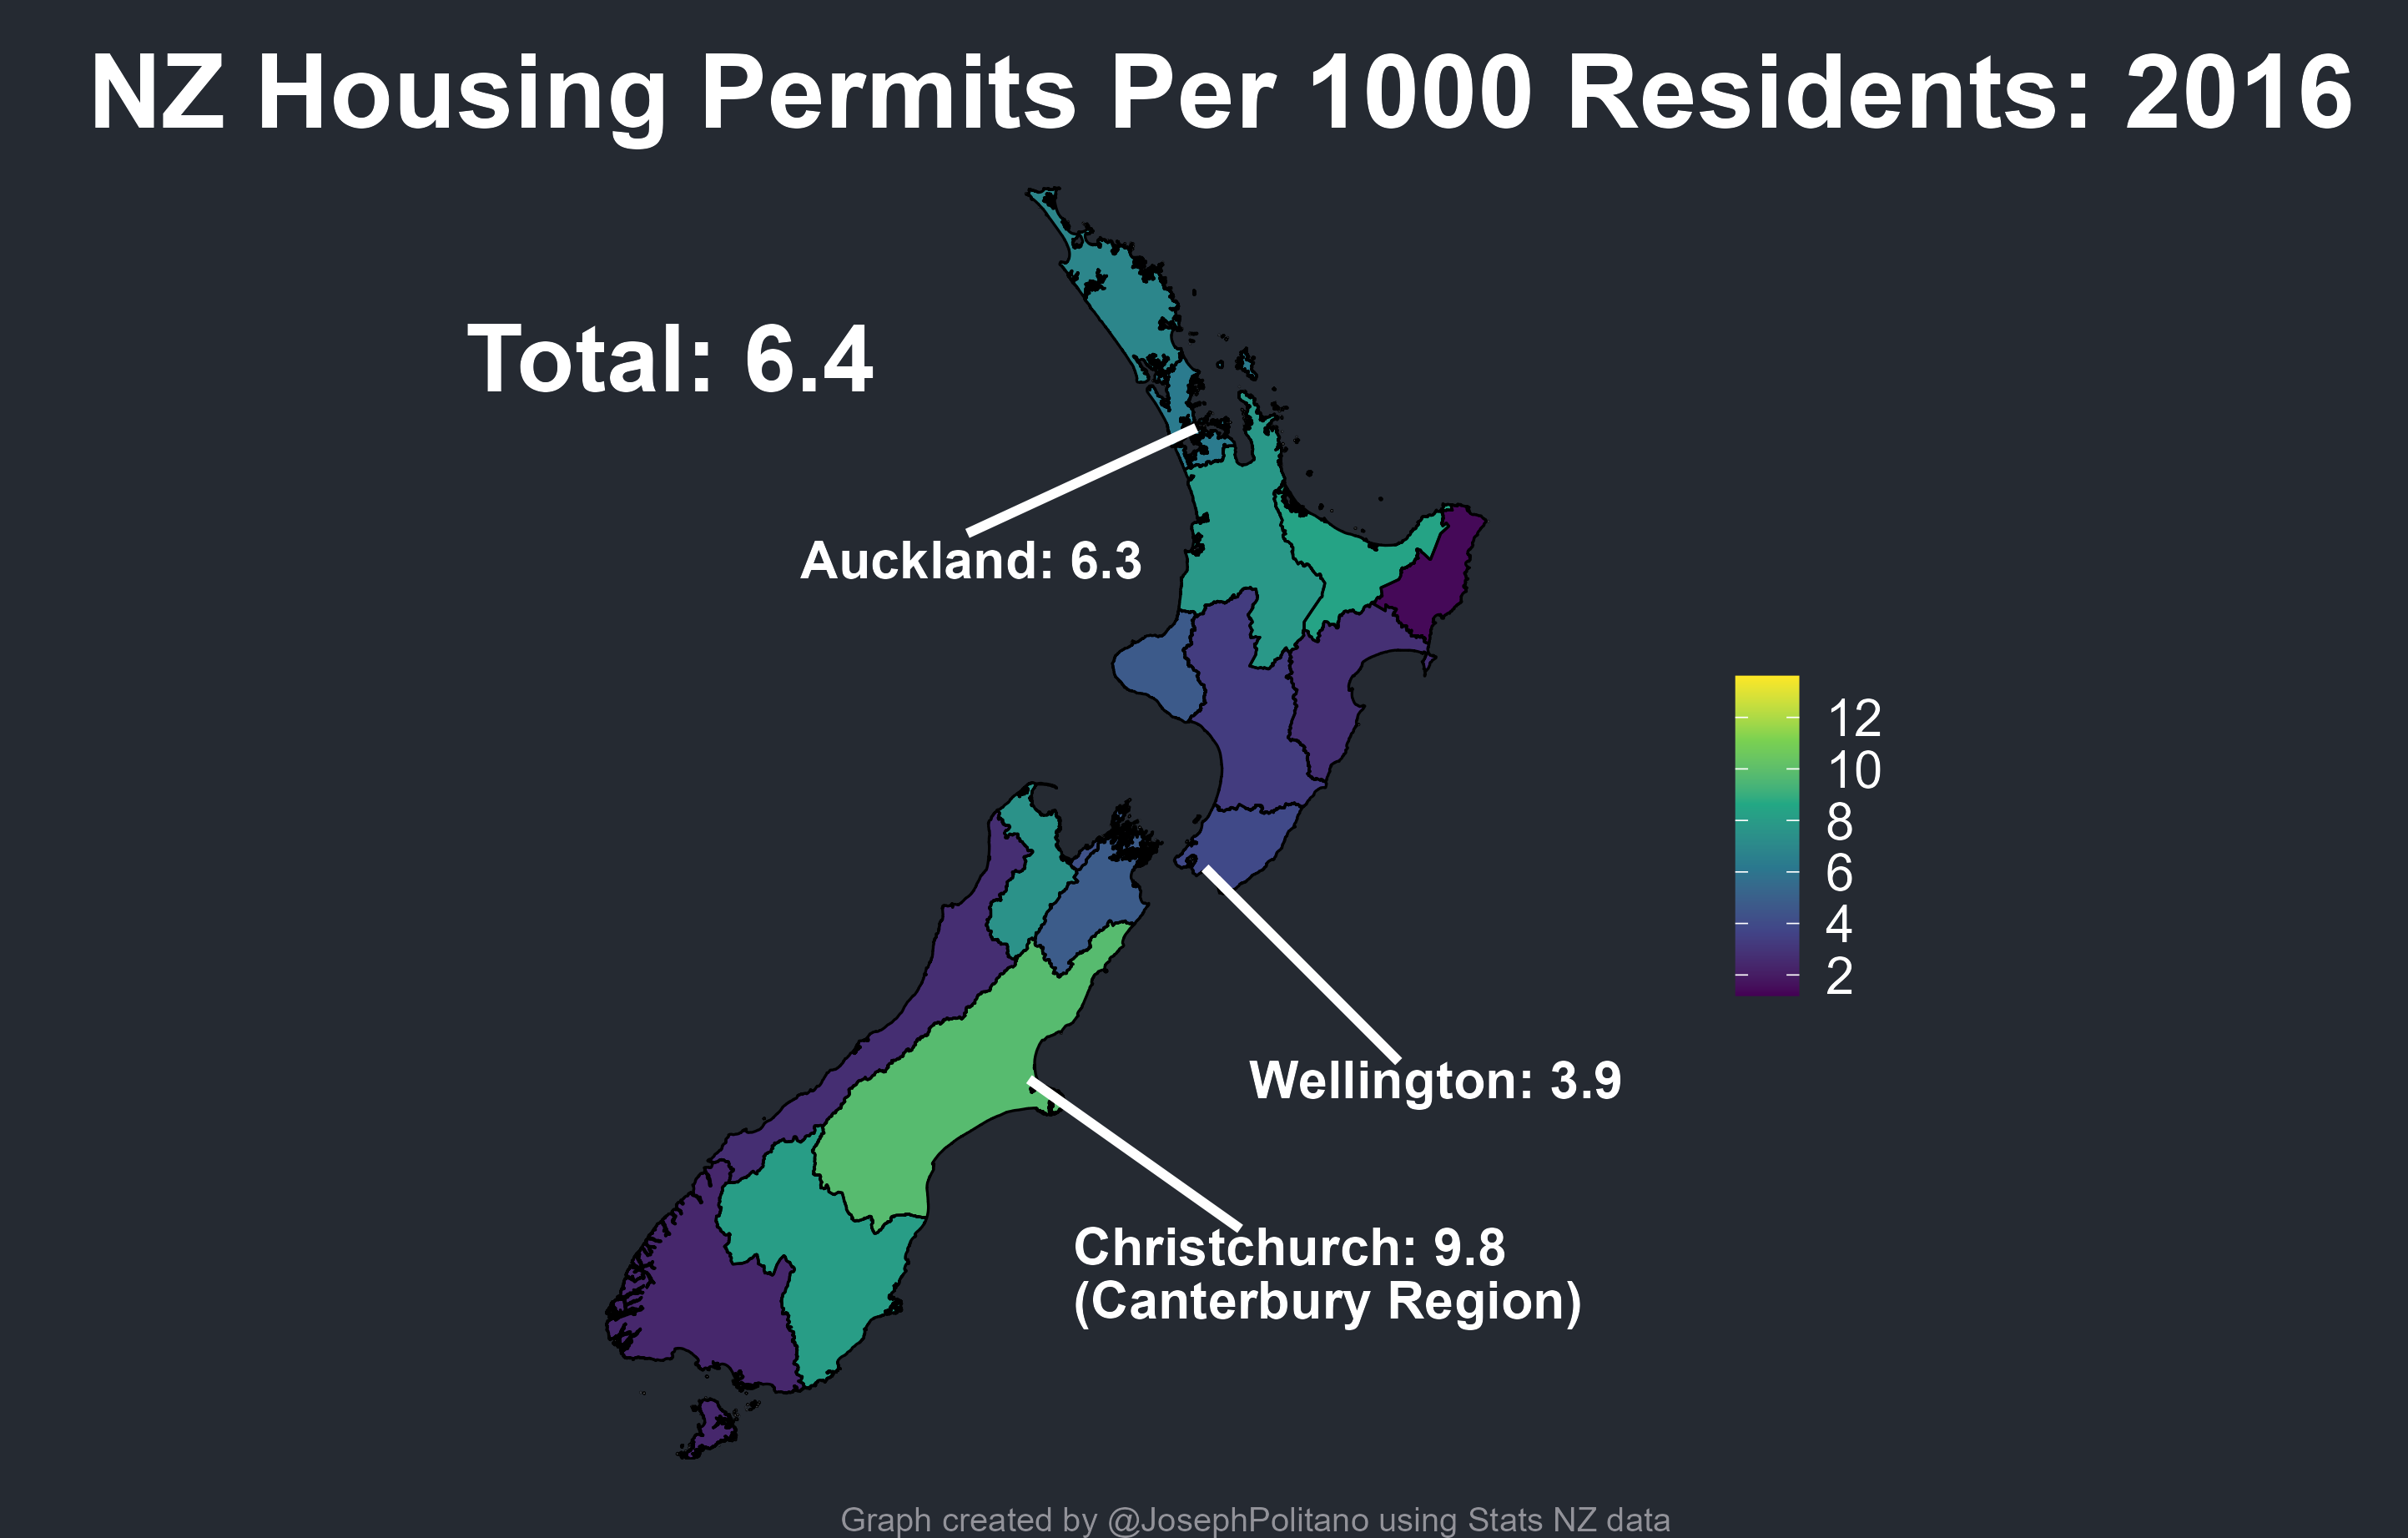 NZ Housing Permits Per 1000 Residents: 2016
Total: 6.4
Auckland: 6.3
12
10
8
6
4
2
Wellington: 3.9
Christchurch: 9.8
(Canterbury Region)
Graph created by @JosephPolitano using Stats NZ data